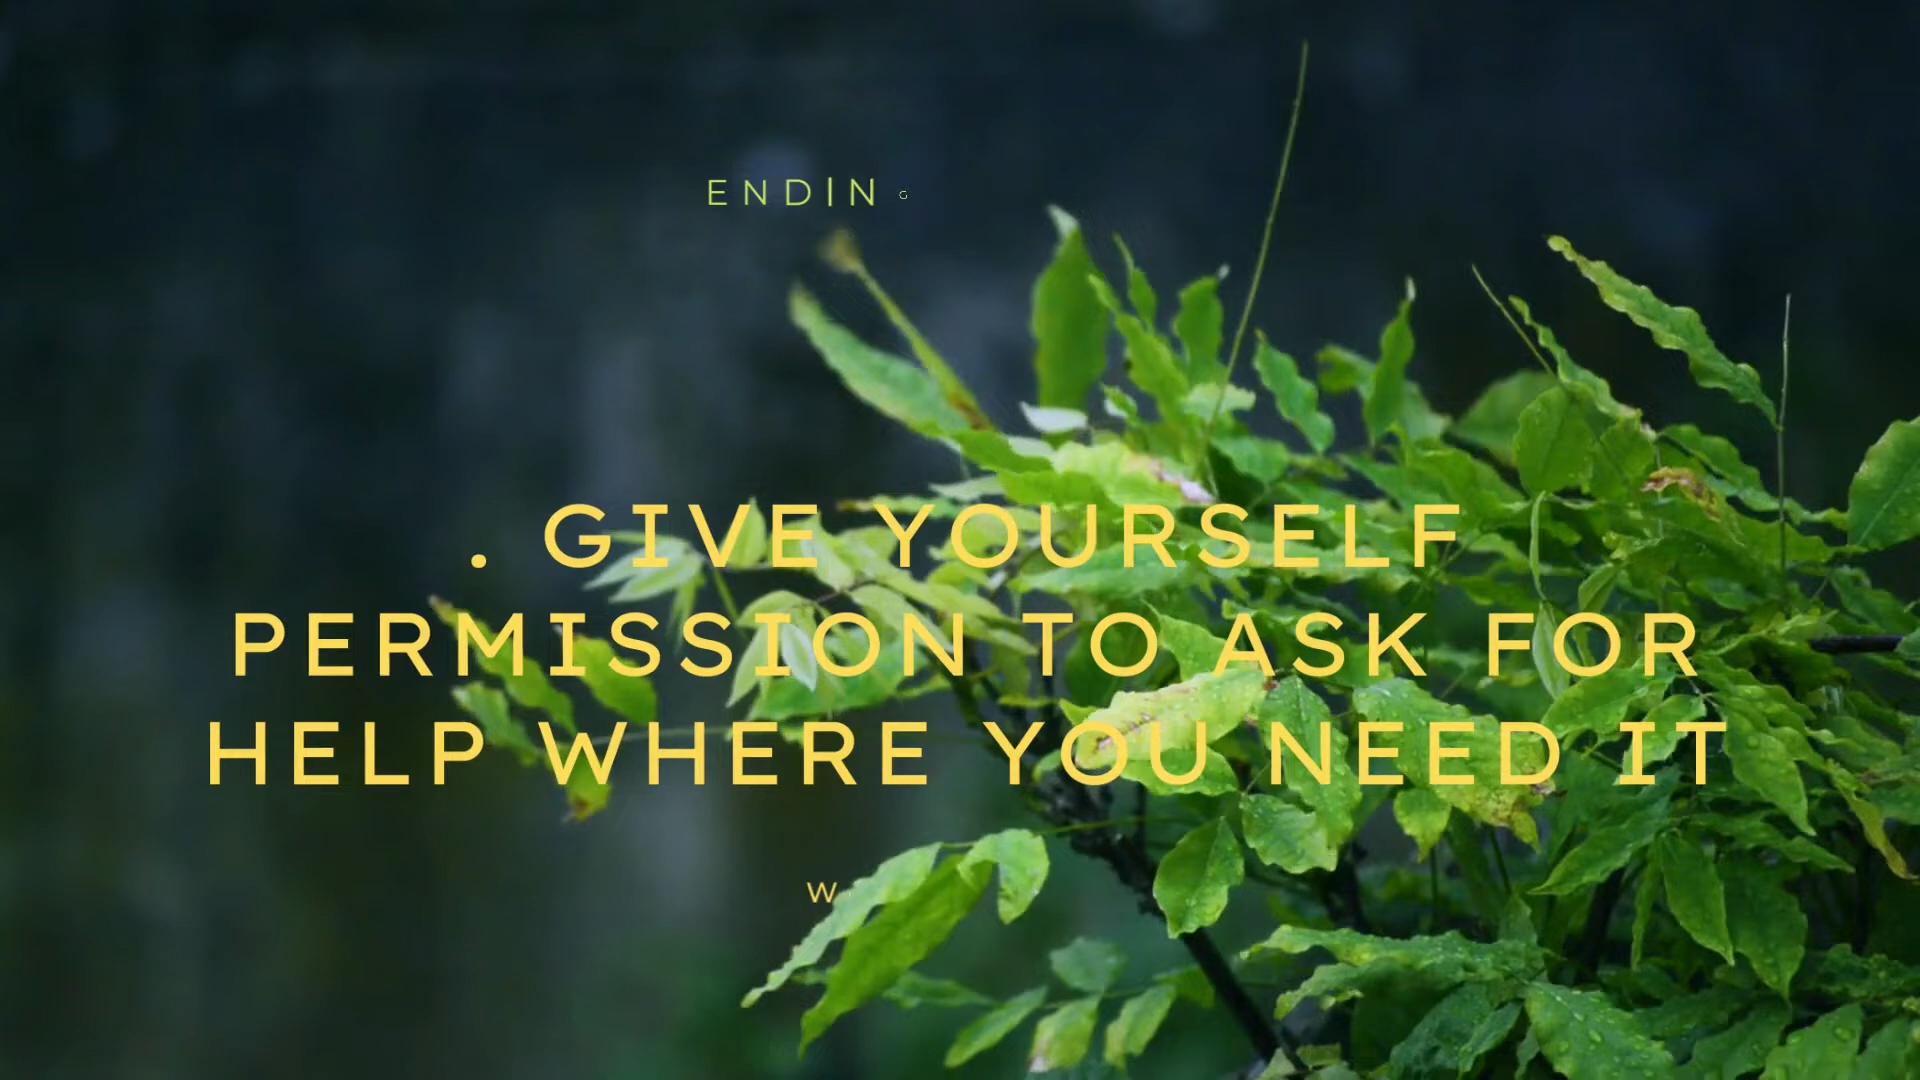 ENDIN G
. GIVE YOURSELF
PERMISSION TO ASK FOR
HELP WHERE YOU NEED IT
W